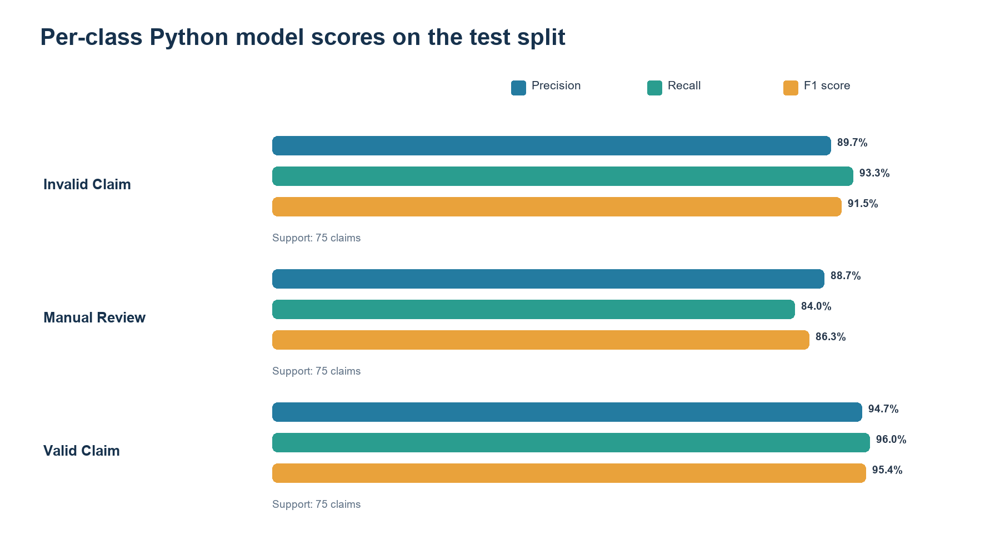 Per-class Python model scores on the test split
Precision
Recall
F1 score
Invalid Claim
89.7%
93.3%
91.5%
Support: 75 claims
Manual Review
88.7%
84.0%
86.3%
Support: 75 claims
Valid Claim
94.7%
96.0%
95.4%
Support: 75 claims